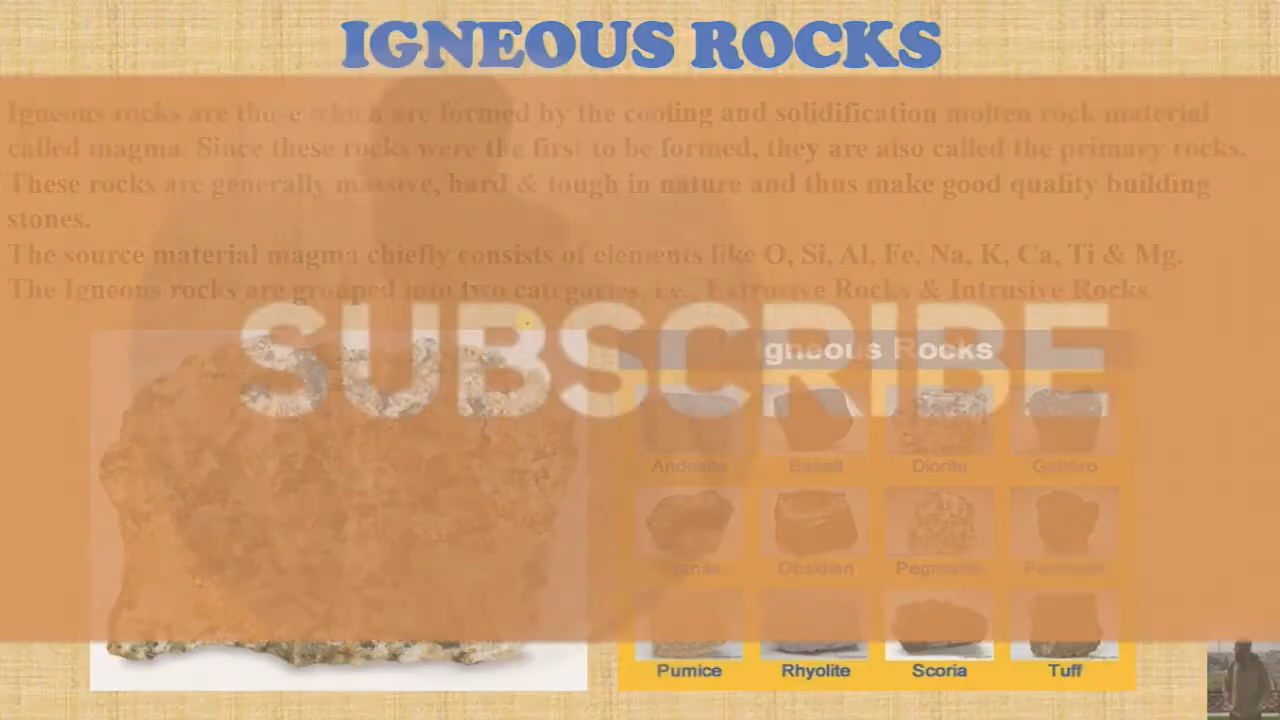 IGNEOUS ROCKS
Igneous rocks are those which are formed by the cooling and solidification molten rock material
called magma. Since these rocks were the first to be formed, they are also called the primary rocks.
These rocks are generally massive, hard & tough in nature and thus make good quality building
stones.
The source material magma chiefly consists of elements like O, Si, Al, Fe, Na, K, Ca, Ti & Mg.
The Igneous rocks are grouped into two categories, i.e., Extrusive Rocks & Intrusive Rocks.
SUBSCRIBE
Igneous Rocks
Andesite Basalt Diorite Gabbro
Granite Obsidian Pegmatite
Pumice Rhyolite Scoria Tuff